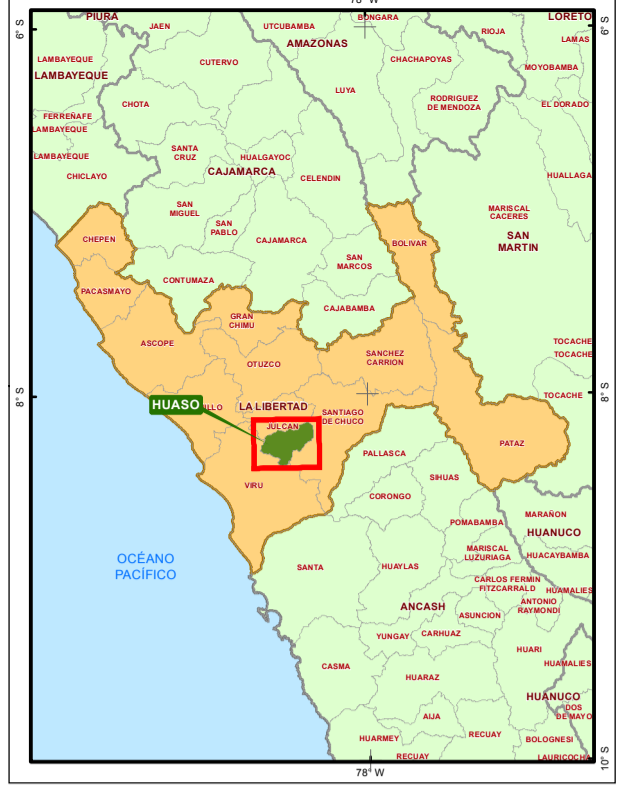 78° W
PIURA
BONGARA
LORETO
6° S
6° S
JAEN
UTCUBAMBA
RIOJA
LAMAS
AMAZONAS
LAMBAYEQUE
CUTERVO
CHACHAPOYAS
MOYOBAMBA
LAMBAYEQUE
LUYA
CHOTA
RODRIGUEZ
DE MENDOZA
EL DORADO
FERREÑAFE
LAMBAYEQUE
SANTA
CRUZ
HUALGAYOC
LAMBAYEQUE
CAJAMARCA
CHICLAYO
CELENDIN
HUALLAGA
SAN
MIGUEL
MARISCAL
CACERES
SAN
PABLO
SAN
MARTIN
CHEPEN
CAJAMARCA
BOLIVAR
SAN
MARCOS
CONTUMAZA
PACASMAYO
CAJABAMBA
GRAN
CHIMU
ASCOPE
TOCACHE
TOCACHE
SANCHEZ
CARRION
OTUZCO
8° S
8° S
TOCACHE
HUASO
ILLO
LA LIBERTAD
SANTIAGO
DE CHUCO
JULCAN
PATAZ
PALLASCA
SIHUAS
VIRU
CORONGO
MARAÑON
POMABAMBA
HUANUCO
OCÉANO
PACÍFICO
MARISCAL
LUZURIAGA
HUACAYBAMBA
SANTA
HUAYLAS
CARLOS FERMIN
FITZCARRALD
HUAMALIES
ANCASH
ANTONIO
RAYMONDI
ASUNCION
YUNGAY
CARHUAZ
HUARI
CASMA
HUAMALIES
HUARAZ
HUANUCO
DOS
DE MAYO
AIJA
HUARMEY
RECUAY
BOLOGNESI
RECUAY
LAURICOCHA
10° S
78° W